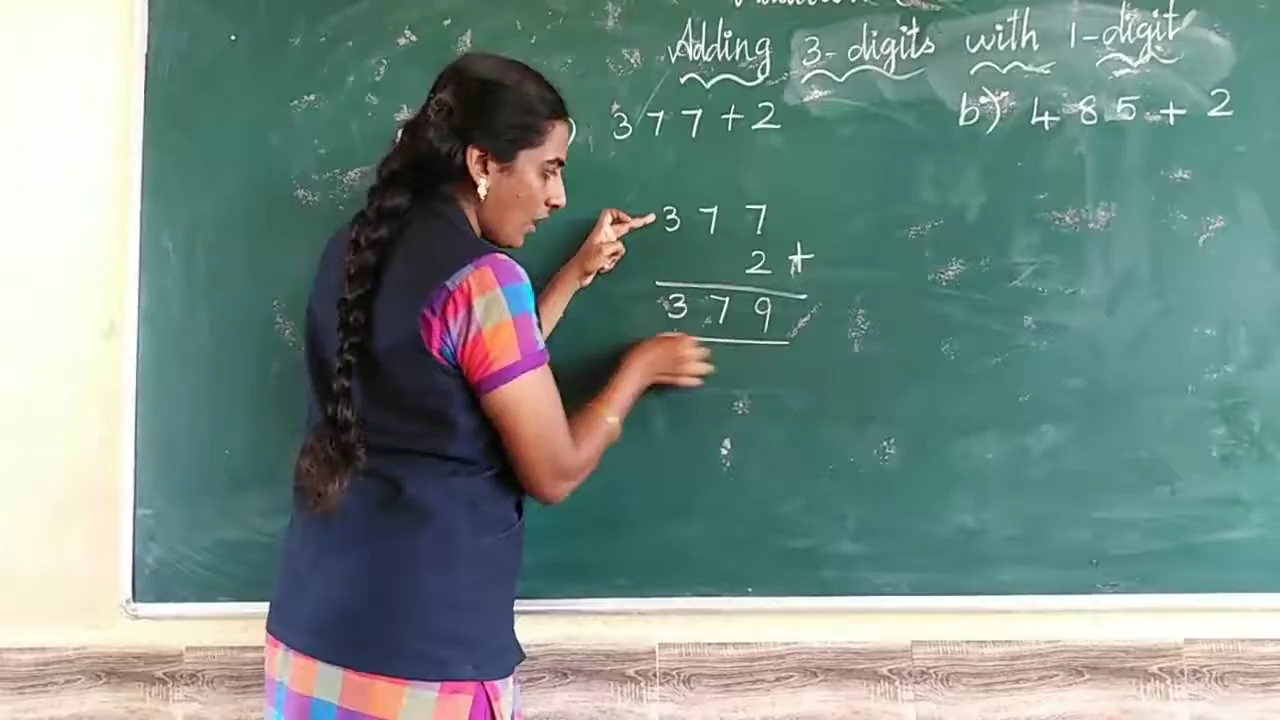 Adding 3-digits with 1-digit
) 377+2 b) 485+2
377
2 +
379